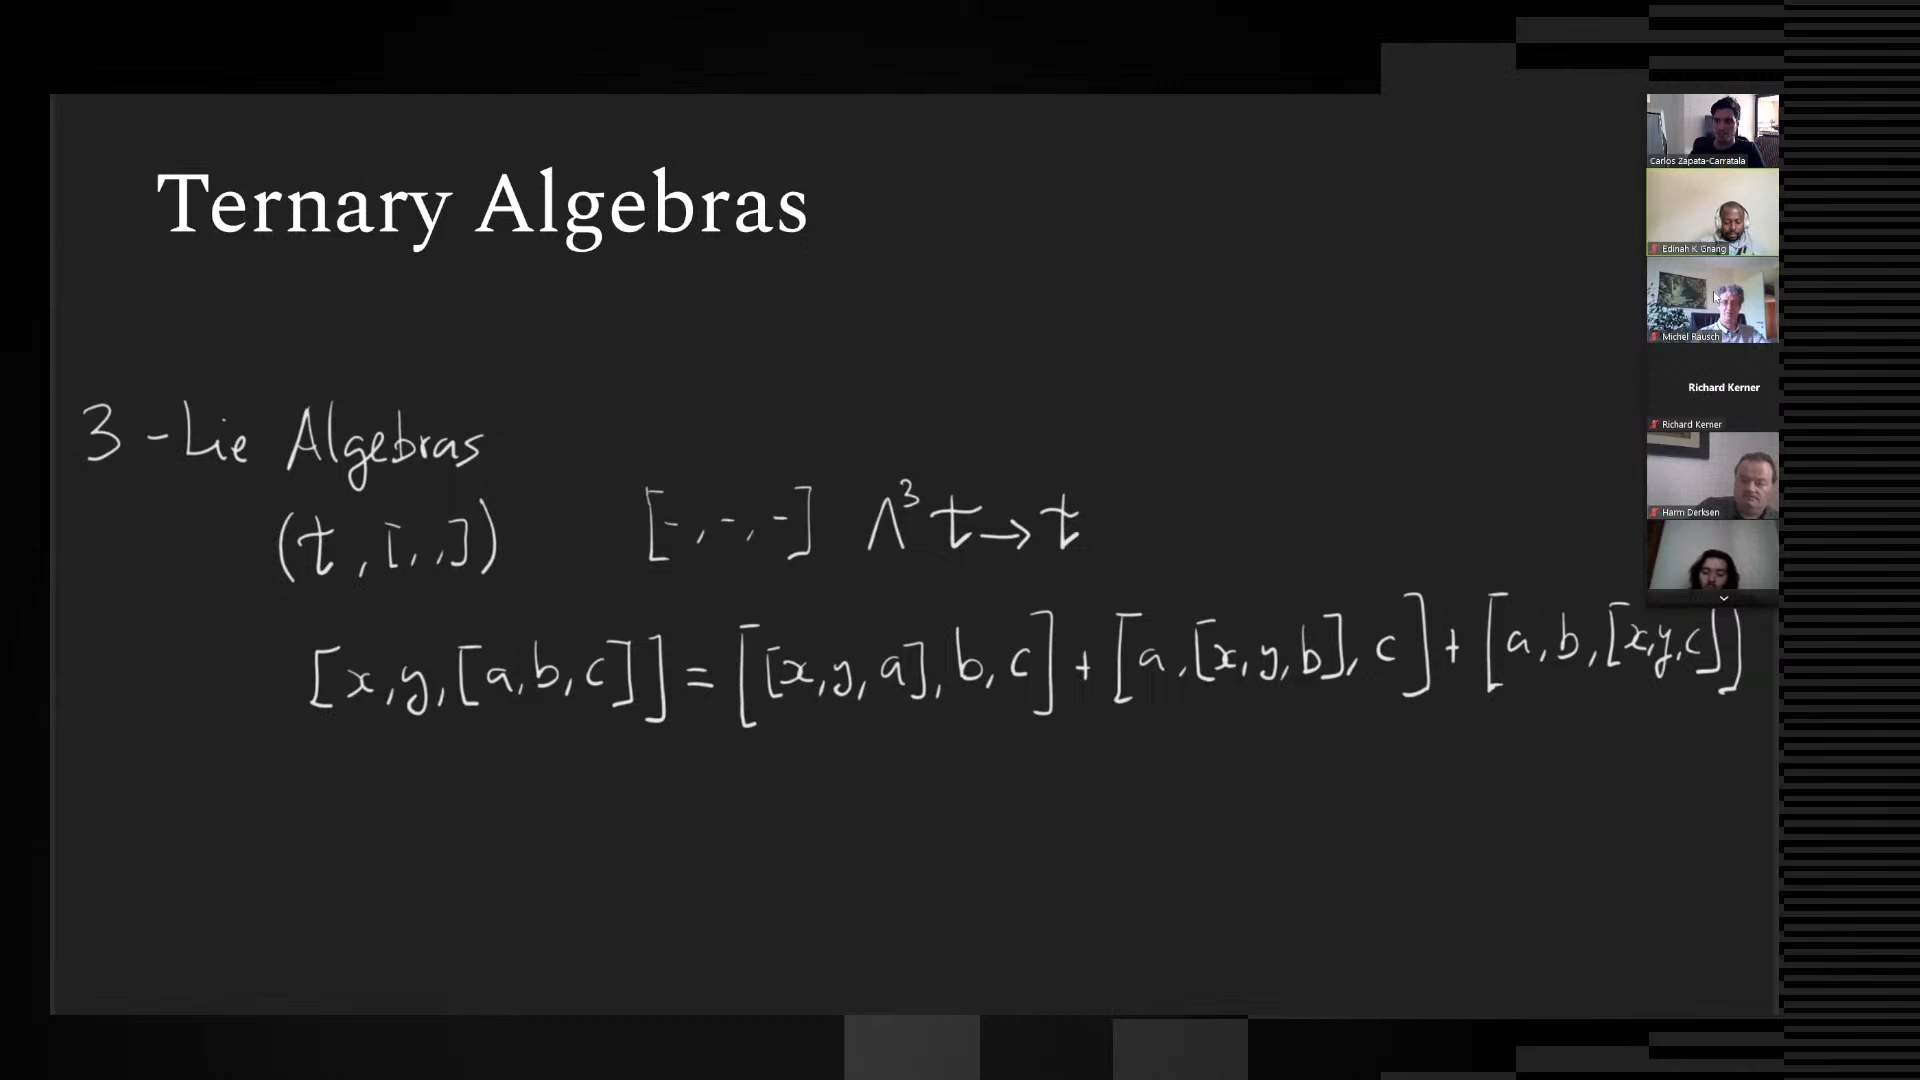 Ternary Algebras
3-Lie Algebras
(t, [, ,]) [-,-,-] Λ³t→t
[x,y,[a,b,c]] = [[x,y,a],b,c] + [a,[x,y,b],c] + [a,b,[x,y,c]]
Carlos Zapata-Carratala
Edinah K Gnang
Michel Rausch
Richard Kerner
Richard Kerner
Harm Derksen